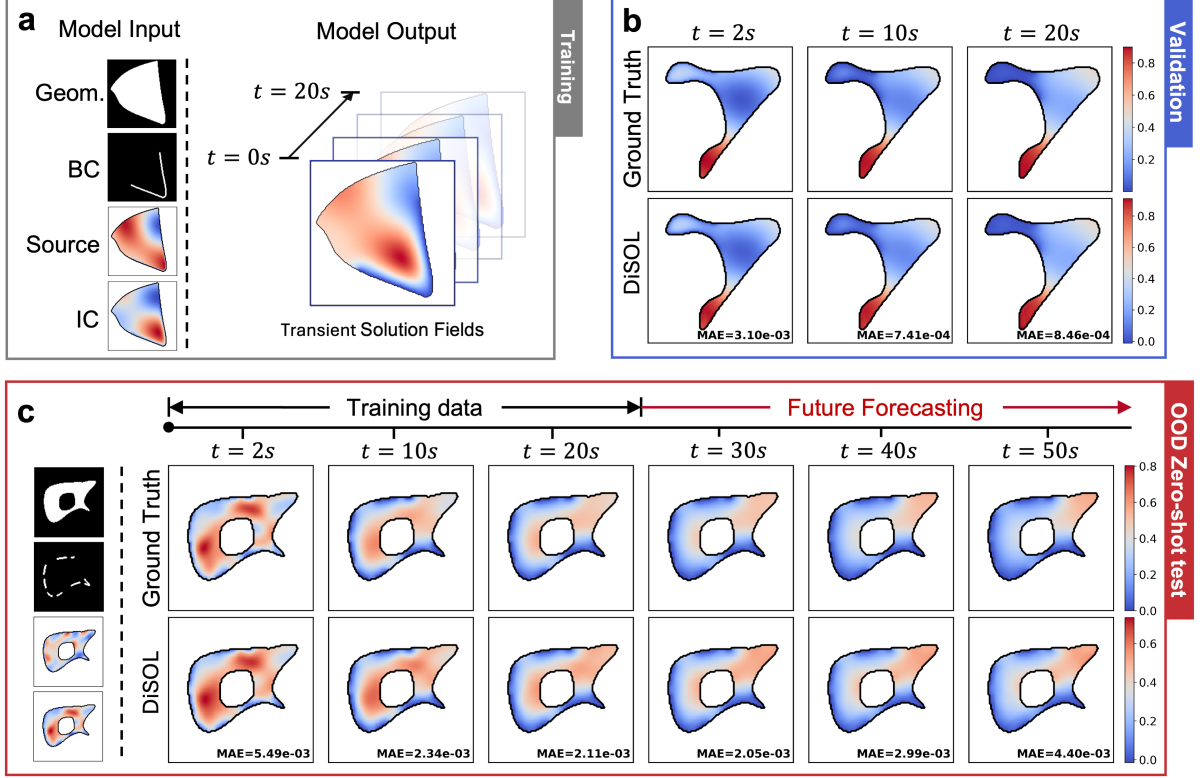 a
Model Input
Model Output
Training
Geom.
BC
Source
IC
t = 20s
t = 0s
Transient Solution Fields
b
Validation
t = 2s
t = 10s
t = 20s
Ground Truth
0.8
0.6
0.4
0.2
DiSOL
MAE=3.10e-03
MAE=7.41e-04
MAE=8.46e-04
0.8
0.6
0.4
0.2
0.0
c
OOD Zero-shot test
Training data
Future Forecasting
t = 2s
t = 10s
t = 20s
t = 30s
t = 40s
t = 50s
Ground Truth
0.8
0.6
0.4
0.2
0.0
DiSOL
MAE=5.49e-03
MAE=2.34e-03
MAE=2.11e-03
MAE=2.05e-03
MAE=2.99e-03
MAE=4.40e-03
0.6
0.4
0.2
0.0